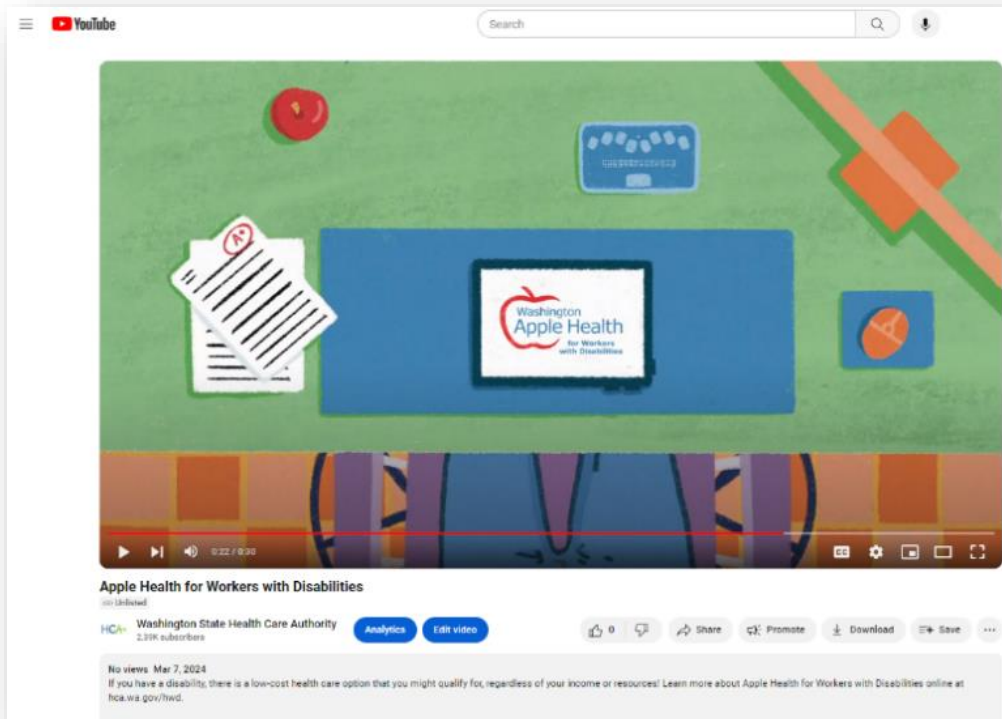 YouTube
Search
A+
Washington
Apple Health
for Workers
with Disabilities
0:22 / 0:30
CC
Apple Health for Workers with Disabilities
Unlisted
HCA
Washington State Health Care Authority
2.39K subscribers
Analytics
Edit video
0
Share
Promote
Download
Save
No views Mar 7, 2024
If you have a disability, there is a low-cost health care option that you might qualify for, regardless of your income or resources! Learn more about Apple Health for Workers with Disabilities online at
hca.wa.gov/hwd.